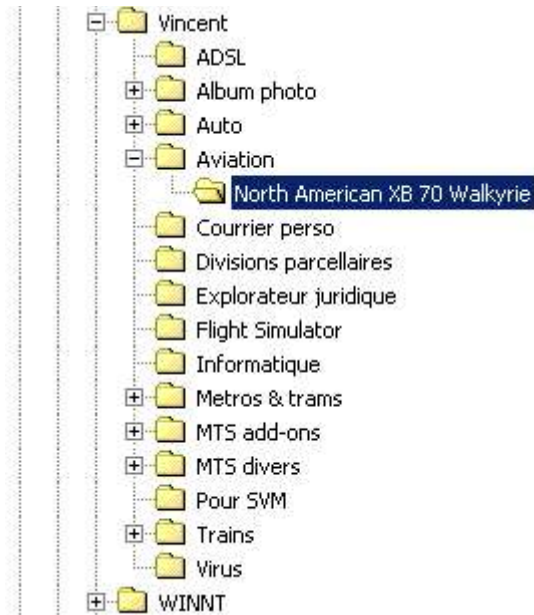 Vincent
ADSL
Album photo
Auto
Aviation
North American XB 70 Walkyrie
Courrier perso
Divisions parcellaires
Explorateur juridique
Flight Simulator
Informatique
Metros & trams
MTS add-ons
MTS divers
Pour SVM
Trains
Virus
WINNT